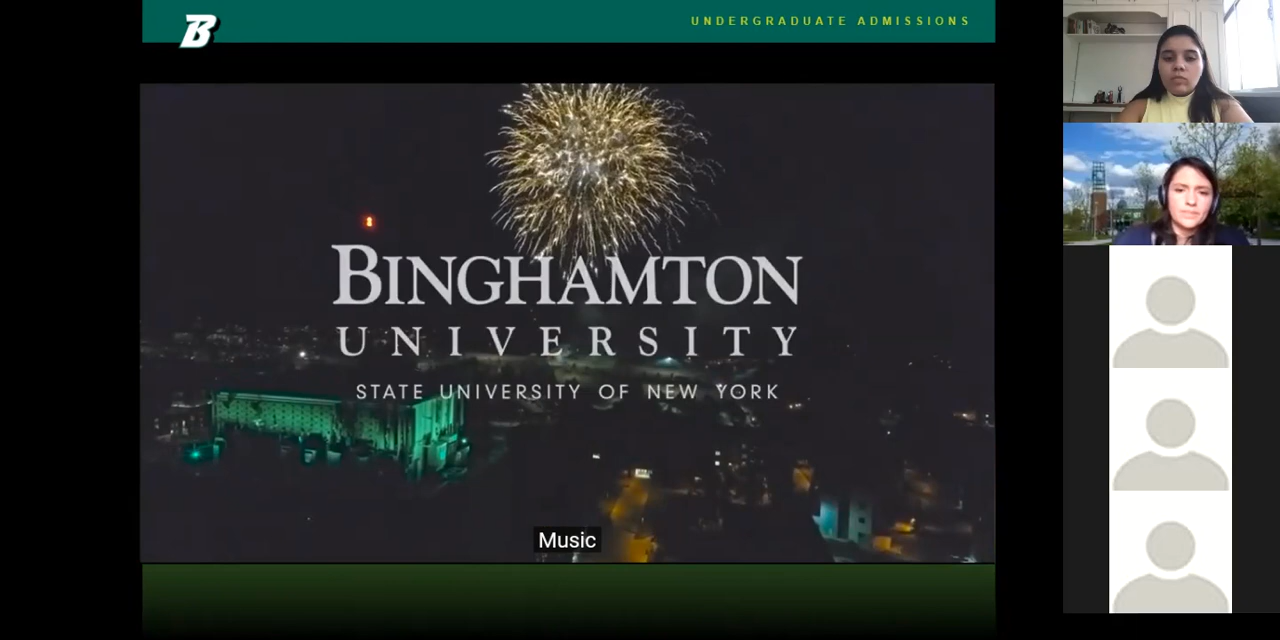 B
UNDERGRADUATE ADMISSIONS
BINGHAMTON
UNIVERSITY
STATE UNIVERSITY OF NEW YORK
Music